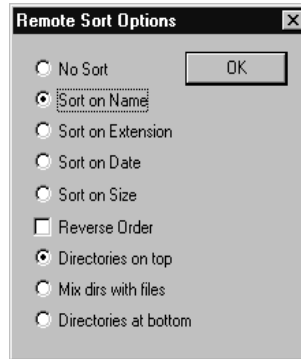 Remote Sort Options
No Sort
OK
Sort on Name
Sort on Extension
Sort on Date
Sort on Size
Reverse Order
Directories on top
Mix dirs with files
Directories at bottom